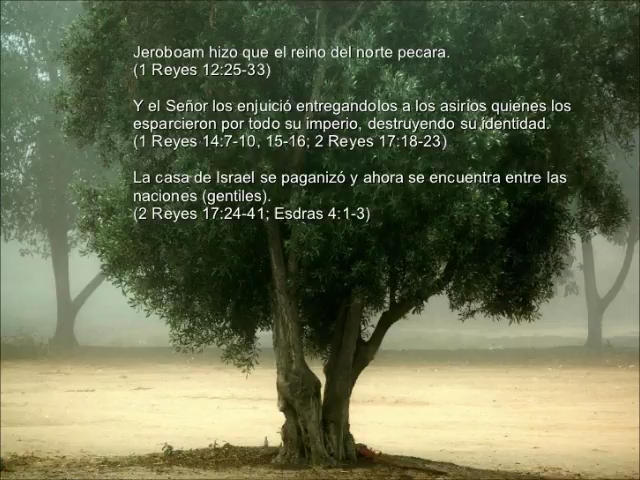 Jeroboam hizo que el reino del norte pecara.
(1 Reyes 12:25-33)
Y el Señor los enjuició entregandolos a los asirios quienes los
esparcieron por todo su imperio, destruyendo su identidad.
(1 Reyes 14:7-10, 15-16; 2 Reyes 17:18-23)
La casa de Israel se paganizó y ahora se encuentra entre las
naciones (gentiles).
(2 Reyes 17:24-41; Esdras 4:1-3)